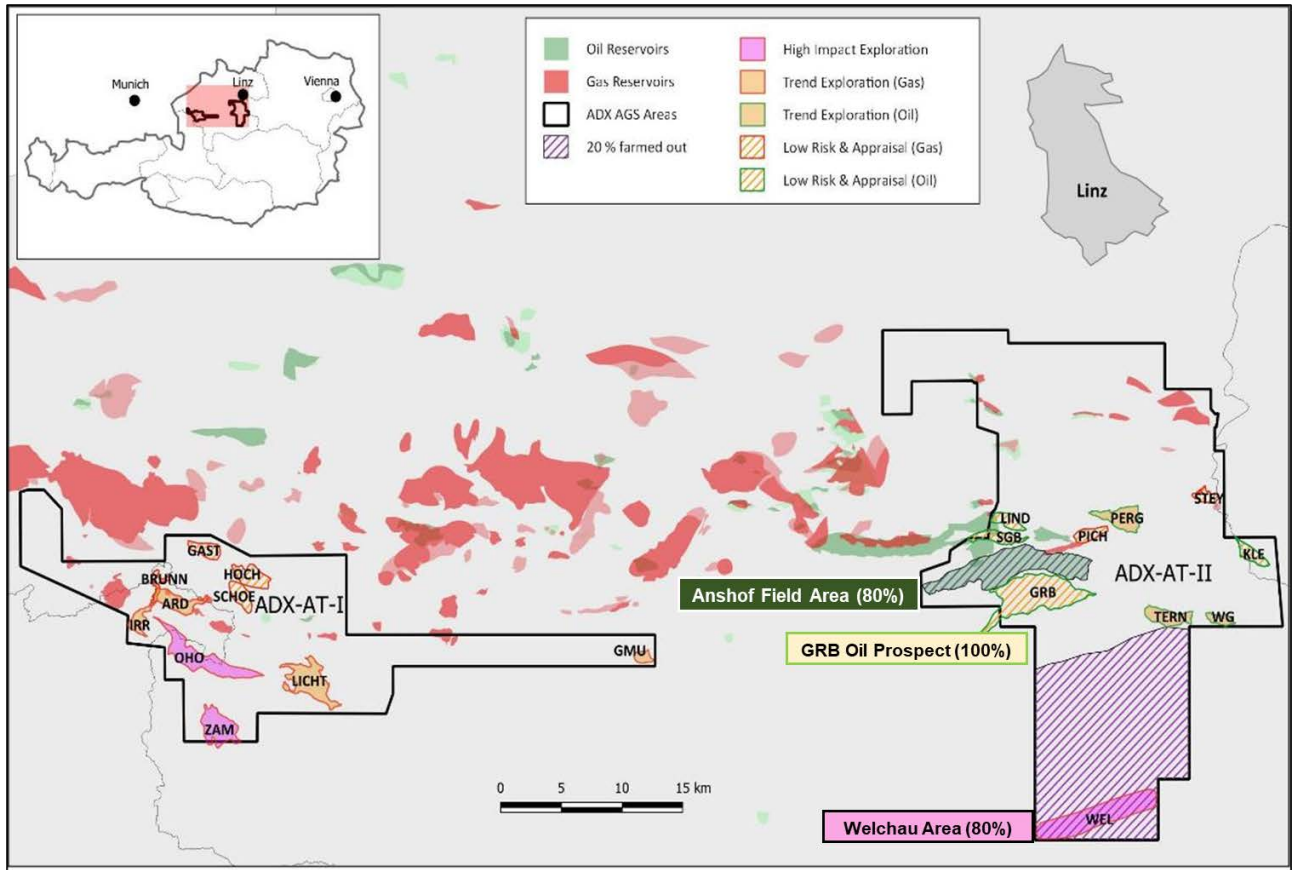 Munich
Linz
Vienna
Oil Reservoirs
Gas Reservoirs
ADX AGS Areas
20 % farmed out
High Impact Exploration
Trend Exploration (Gas)
Trend Exploration (Oil)
Low Risk & Appraisal (Gas)
Low Risk & Appraisal (Oil)
Linz
STEY
LIND
PERG
SGB
PICH
GAST
KLE
HOCH
BRUNN
ADX-AT-II
SCHOE
ARD
ADX-AT-I
Anshof Field Area (80%)
GRB
IRR
TERN
WG
GMU
GRB Oil Prospect (100%)
OHO
LICHT
ZAM
0 5 10 15 km
WEL
Welchau Area (80%)